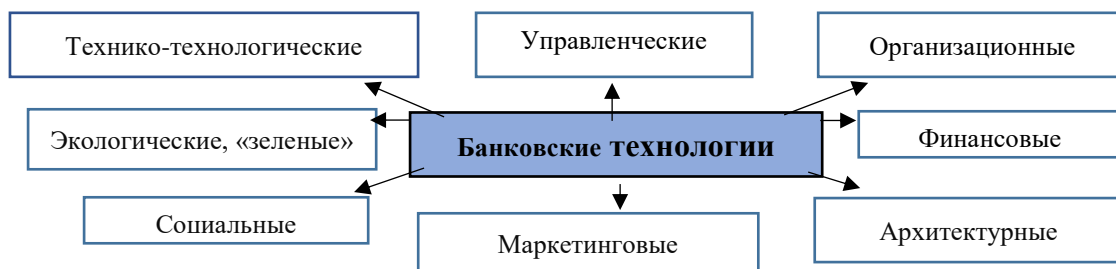 Технико-технологические
Управленческие
Организационные
Экологические, «зеленые»
Банковские технологии
Финансовые
Социальные
Маркетинговые
Архитектурные